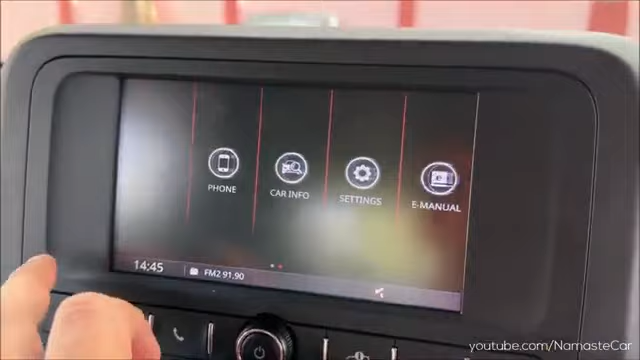 PHONE
CAR INFO
SETTINGS
E-MANUAL
14:45
FM2 91.90
youtube.com/NamasteCar